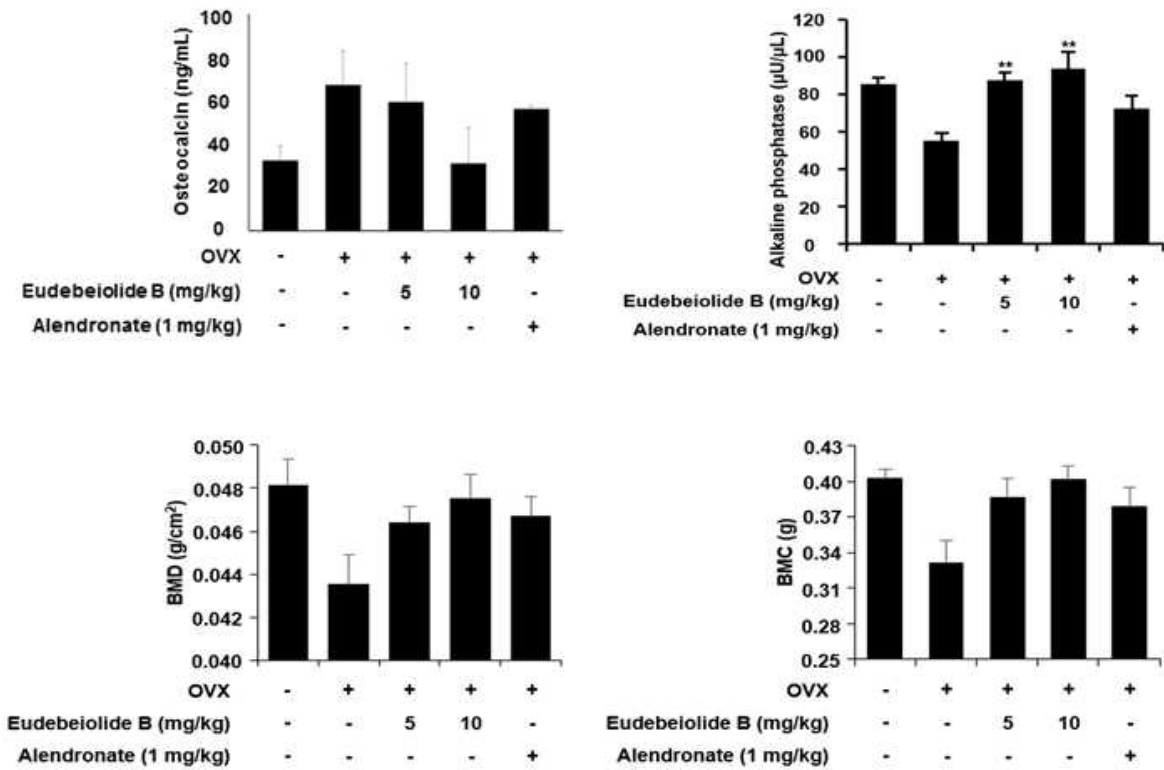 Osteocalcin (ng/mL)
100
80
60
40
20
0
OVX - + + + +
Eudebeiolide B (mg/kg) - - 5 10 -
Alendronate (1 mg/kg) - - - - +
Alkaline phosphatase (μU/μL)
120
100
80
60
40
20
0
** **
OVX - + + + +
Eudebeiolide B (mg/kg) - - 5 10 -
Alendronate (1 mg/kg) - - - - +
BMD (g/cm²)
0.050
0.048
0.046
0.044
0.042
0.040
OVX - + + + +
Eudebeiolide B (mg/kg) - - 5 10 -
Alendronate (1 mg/kg) - - - - +
BMC (g)
0.43
0.40
0.37
0.34
0.31
0.28
0.25
OVX - + + + +
Eudebeiolide B (mg/kg) - - 5 10 -
Alendronate (1 mg/kg) - - - - +